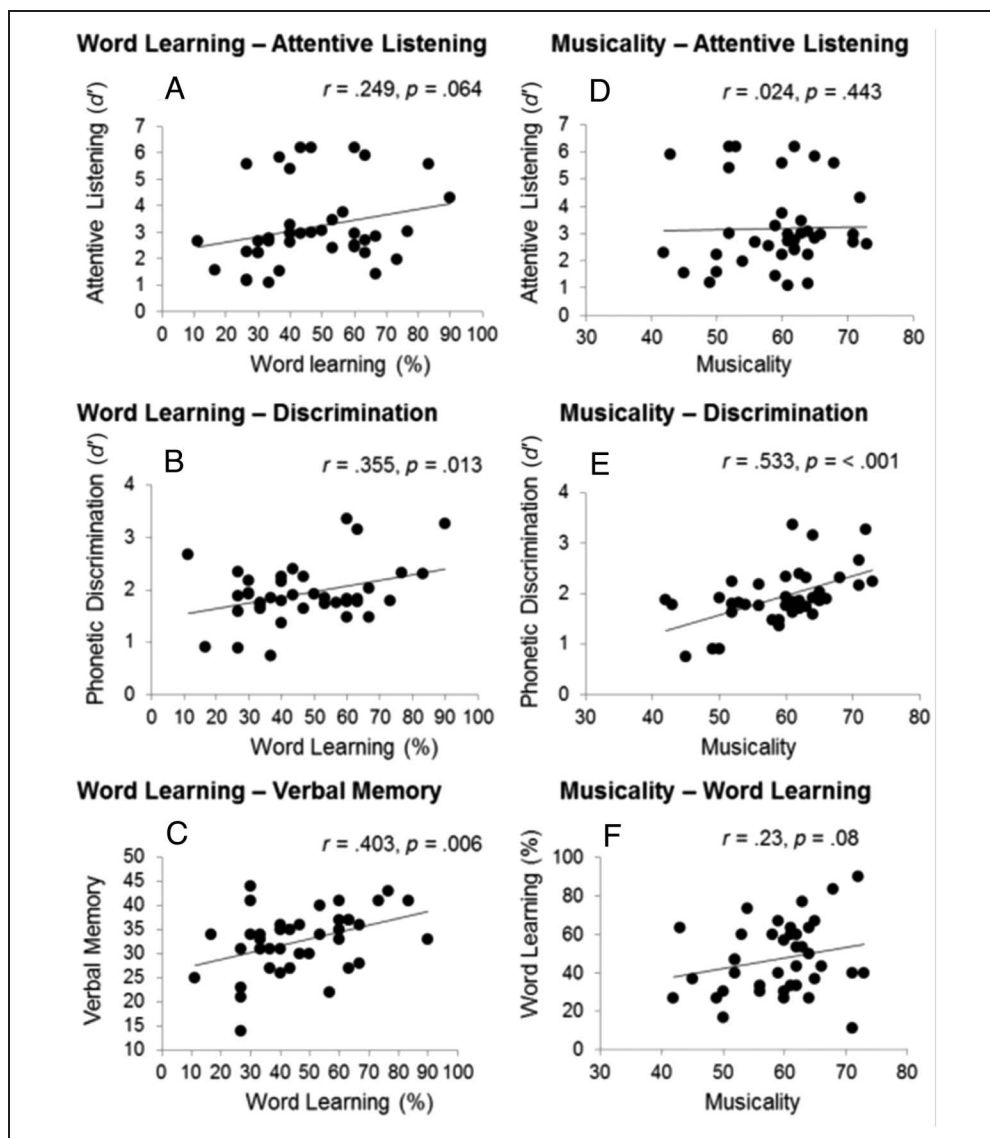 Word Learning – Attentive Listening
A
r = .249, p = .064
Attentive Listening (d′)
7
6
5
4
3
2
1
0
0 10 20 30 40 50 60 70 80 90 100
Word learning (%)
Musicality – Attentive Listening
D
r = .024, p = .443
Attentive Listening (d′)
7
6
5
4
3
2
1
0
30 40 50 60 70 80
Musicality
Word Learning – Discrimination
B
r = .355, p = .013
Phonetic Discrimination (d′)
4
3
2
1
0
0 10 20 30 40 50 60 70 80 90 100
Word Learning (%)
Musicality – Discrimination
E
r = .533, p = < .001
Phonetic Discrimination (d′)
4
3
2
1
0
30 40 50 60 70 80
Musicality
Word Learning – Verbal Memory
C
r = .403, p = .006
Verbal Memory
50
45
40
35
30
25
20
15
10
0 10 20 30 40 50 60 70 80 90 100
Word Learning (%)
Musicality – Word Learning
F
r = .23, p = .08
Word Learning (%)
100
80
60
40
20
0
30 40 50 60 70 80
Musicality